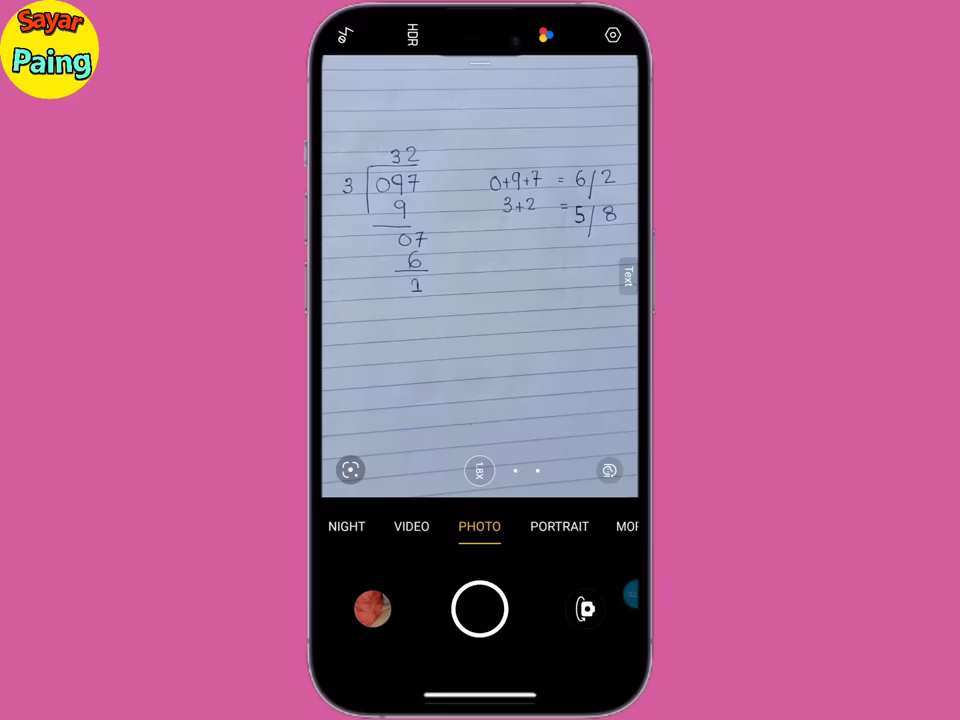 Sayar
Paing
HDR
32
3 097
9
07
6
1
0+9+7 = 6/2
3+2 = 5/8
Text
1.8X
NIGHT VIDEO PHOTO PORTRAIT MOR